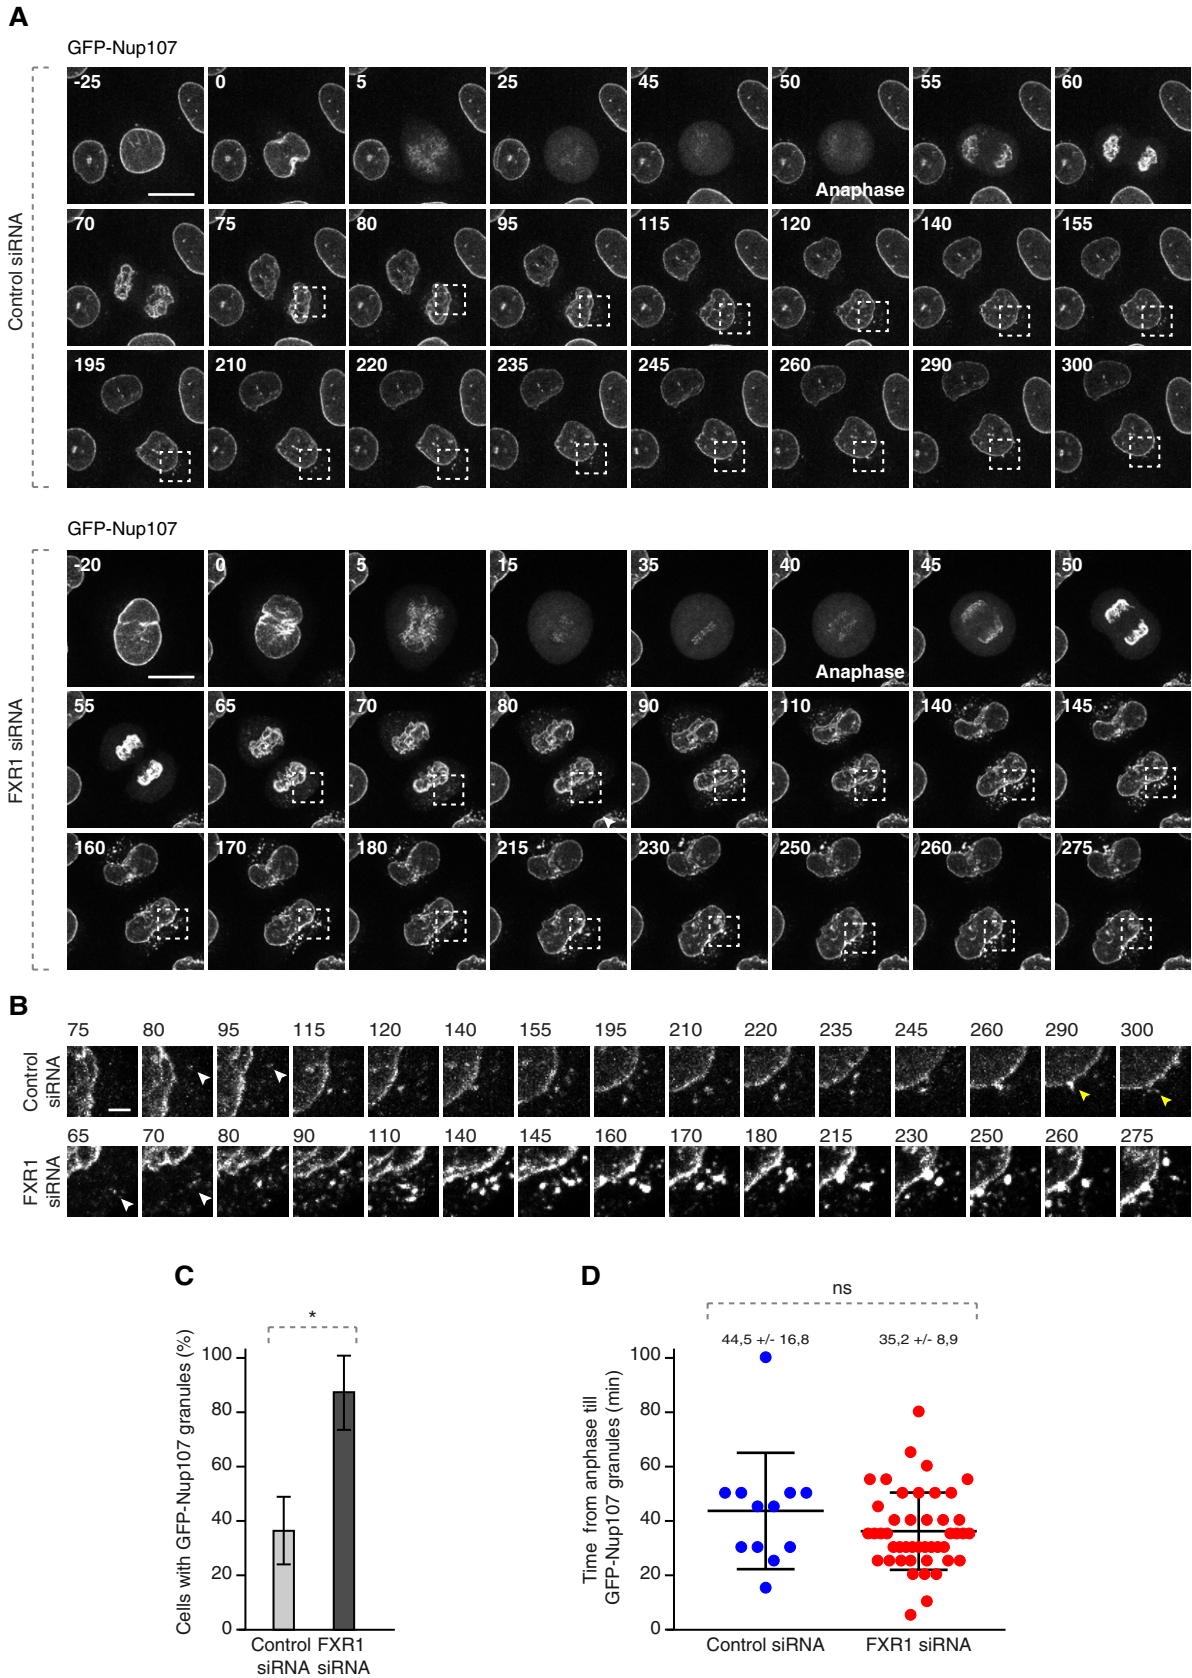 A
GFP-Nup107
Control siRNA
-25 0 5 25 45 50 55 60
Anaphase
70 75 80 95 115 120 140 155
195 210 220 235 245 260 290 300
GFP-Nup107
FXR1 siRNA
-20 0 5 15 35 40 45 50
Anaphase
55 65 70 80 90 110 140 145
160 170 180 215 230 250 260 275
B
75 80 95 115 120 140 155 195 210 220 235 245 260 290 300
Control
siRNA
65 70 80 90 110 140 145 160 170 180 215 230 250 260 275
FXR1
siRNA
C
Cells with GFP-Nup107 granules (%)
*
100
80
60
40
20
0
Control FXR1
siRNA siRNA
D
ns
44,5 +/- 16,8 35,2 +/- 8,9
Time from anphase till
GFP-Nup107 granules (min)
100
80
60
40
20
0
Control siRNA FXR1 siRNA